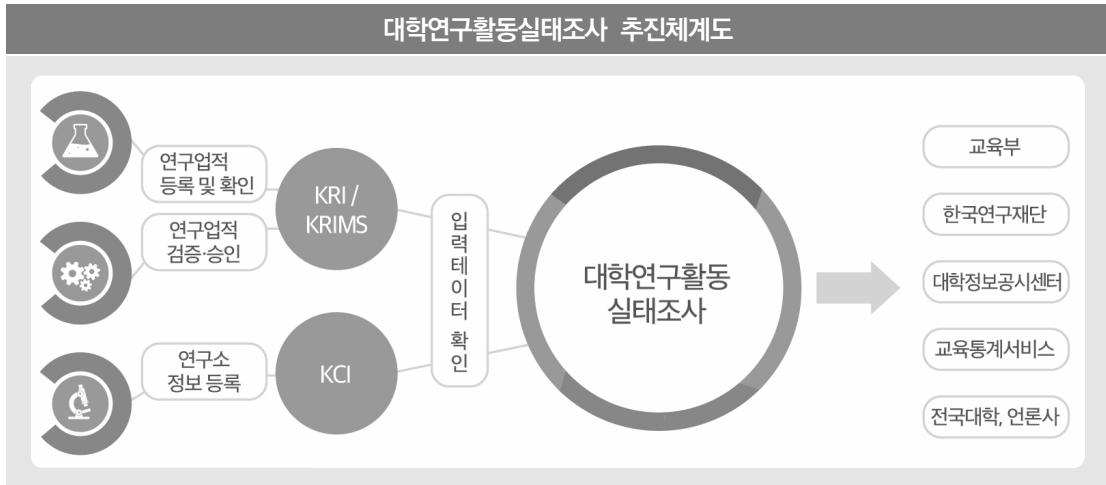 대학연구활동실태조사 추진체계도
연구업적
등록 및 확인
연구업적
검증·승인
연구소
정보 등록
KRI /
KRIMS
KCI
입력테이터 확인
대학연구활동
실태조사
교육부
한국연구재단
대학정보공시센터
교육통계서비스
전국대학, 언론사